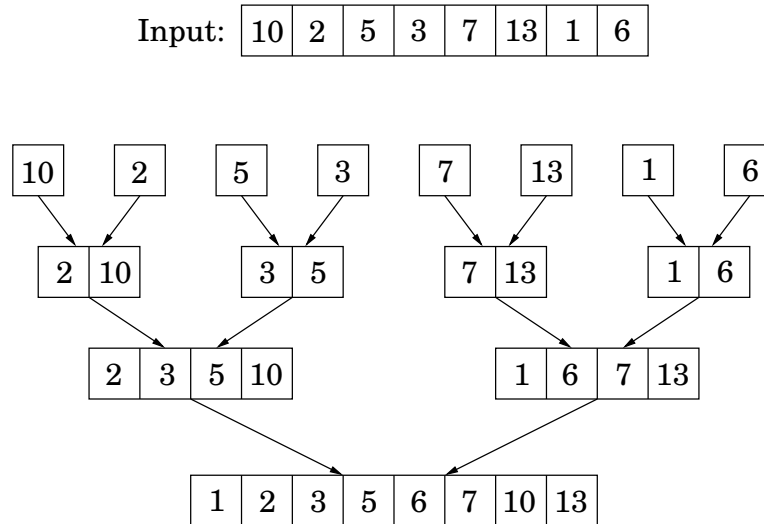 Input: 10 2 5 3 7 13 1 6
10 2 5 3 7 13 1 6
2 10 3 5 7 13 1 6
2 3 5 10 1 6 7 13
1 2 3 5 6 7 10 13